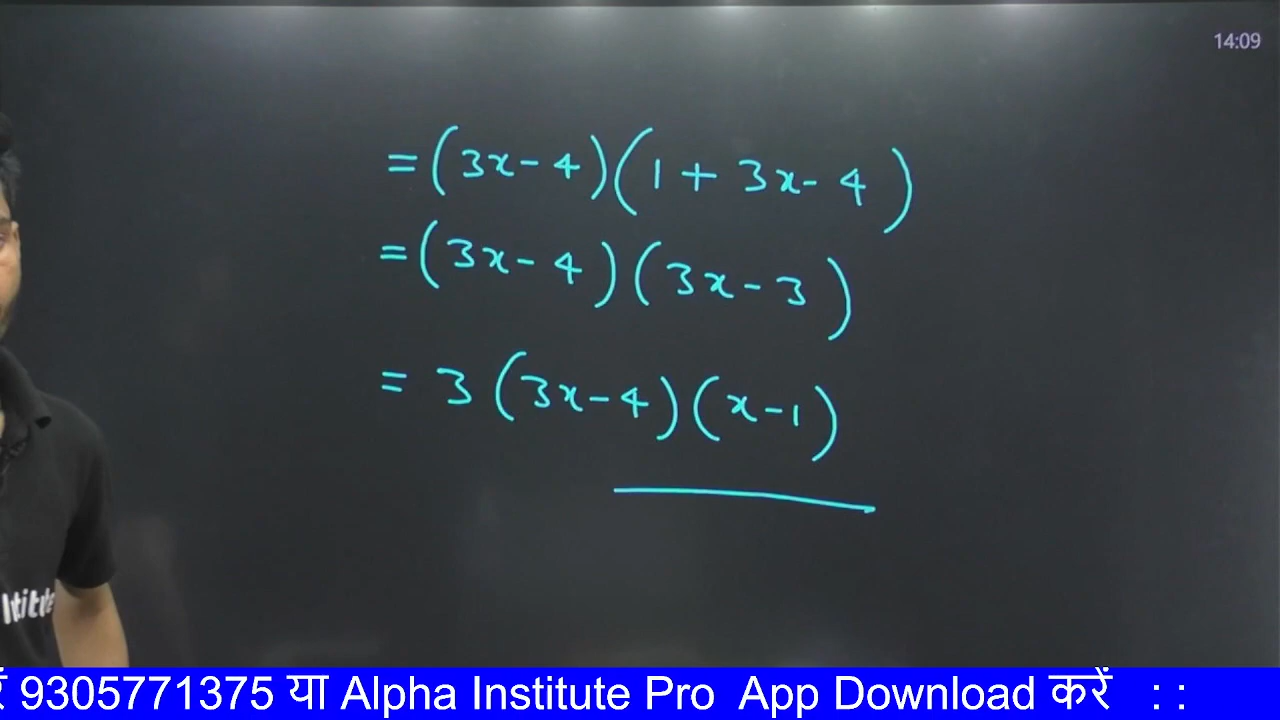 14:09
= (3x - 4) (1 + 3x - 4)
= (3x - 4) (3x - 3)
= 3 (3x - 4) (x - 1)
9305771375 या Alpha Institute Pro App Download करें : :